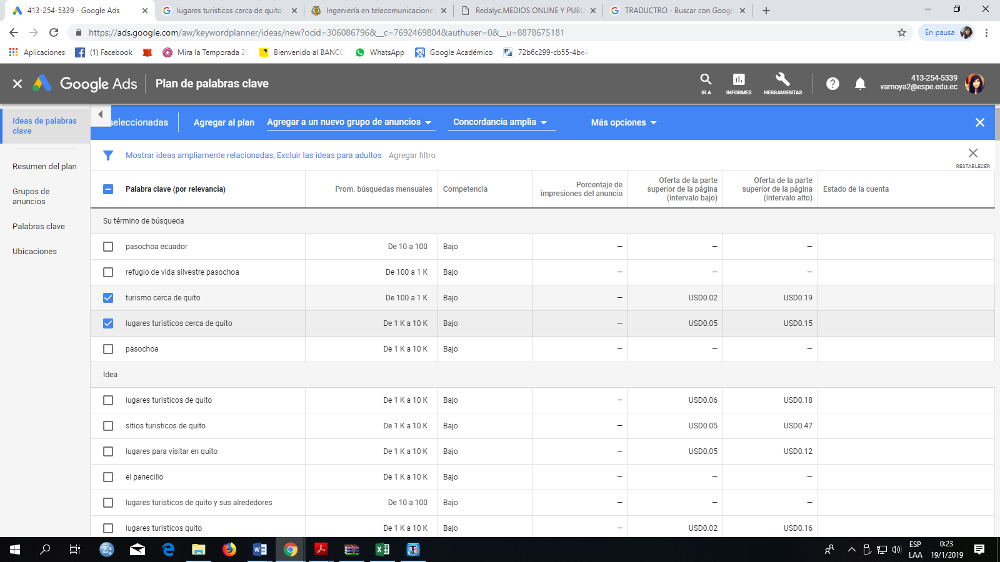 413-254-5339 - Google Ads
lugares turisticos cerca de quito
Ingeniería en telecomunicaciones
Redalyc.MEDIOS ONLINE Y PUBLI
TRADUCTRO - Buscar con Google
https://ads.google.com/aw/keywordplanner/ideas/new?ocid=306086796&__c=7692469804&authuser=0&__u=8878675181
En pausa
Aplicaciones
(1) Facebook
Mira la Temporada 29
Bienvenido al BANCO
WhatsApp
Google Académico
72b6c299-cb55-4be4
Google Ads
Plan de palabras clave
IR A
INFORMES
HERRAMIENTAS
413-254-5339
vamoya2@espe.edu.ec
Ideas de palabras
clave
Resumen del plan
Grupos de
anuncios
Palabras clave
Ubicaciones
seleccionadas
Agregar al plan
Agregar a un nuevo grupo de anuncios
Concordancia amplia
Más opciones
Mostrar ideas ampliamente relacionadas; Excluir las ideas para adultos
Agregar filtro
RESTABLECER
Palabra clave (por relevancia)
Prom. búsquedas mensuales
Competencia
Porcentaje de
impresiones del anuncio
Oferta de la parte
superior de la página
(intervalo bajo)
Oferta de la parte
superior de la página
(intervalo alto)
Estado de la cuenta
Su término de búsqueda
pasochoa ecuador De 10 a 100 Bajo – – –
refugio de vida silvestre pasochoa De 100 a 1 K Bajo – – –
turismo cerca de quito De 100 a 1 K Bajo – USD0.02 USD0.19
lugares turisticos cerca de quito De 1 K a 10 K Bajo – USD0.05 USD0.15
pasochoa De 1 K a 10 K Bajo – – –
Idea
lugares turisticos de quito De 1 K a 10 K Bajo – USD0.06 USD0.18
sitios turisticos de quito De 1 K a 10 K Bajo – USD0.05 USD0.47
lugares para visitar en quito De 1 K a 10 K Bajo – USD0.05 USD0.12
el panecillo De 1 K a 10 K Bajo – – –
lugares turisticos de quito y sus alrededores De 10 a 100 Bajo – – –
lugares turisticos quito De 1 K a 10 K Bajo – USD0.02 USD0.16
ESP
LAA
0:23
19/1/2019